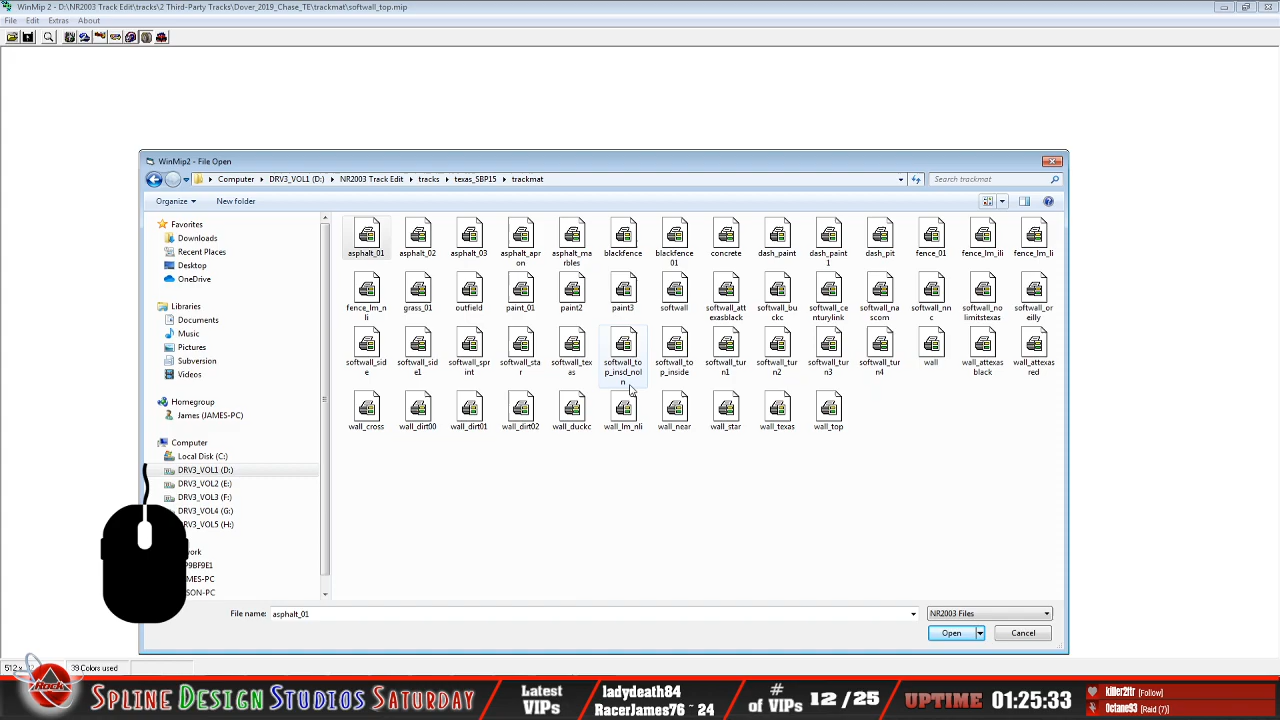 WinMip 2 - D:\NR2003 Track Edit\tracks\2 Third-Party Tracks\Dover_2019_Chase_TE\trackmat\softwall_top.mip
File Edit Extras About
WinMip2 - File Open
Computer ▸ DRV3_VOL1 (D:) ▸ NR2003 Track Edit ▸ tracks ▸ texas_SBP15 ▸ trackmat
Search trackmat
Organize New folder
Favorites
Downloads
Recent Places
Desktop
OneDrive
Libraries
Documents
Music
Pictures
Subversion
Videos
Homegroup
James (JAMES-PC)
Computer
Local Disk (C:)
DRV3_VOL1 (D:)
DRV3_VOL2 (E:)
DRV3_VOL3 (F:)
DRV3_VOL4 (G:)
DRV3_VOL5 (H:)
asphalt_01 asphalt_02 asphalt_03 asphalt_apron asphalt_marbles blackfence blackfence01 concrete dash_paint dash_paint1 dash_pit fence_01 fence_lm_ili fence_lm_li
fence_lm_nli grass_01 outfield paint_01 paint2 paint3 softwall softwall_attexasblack softwall_buckc softwall_centurylink softwall_nascom softwall_nnc softwall_nolimitstexas softwall_oreilly
softwall_side softwall_side1 softwall_sprint softwall_star softwall_texas softwall_top_insd_noln softwall_top_inside softwall_turn1 softwall_turn2 softwall_turn3 softwall_turn4 wall wall_attexasblack wall_attexasred
wall_cross wall_dirt00 wall_dirt01 wall_dirt02 wall_duckc wall_lm_nli wall_near wall_star wall_texas wall_top
File name: asphalt_01
NR2003 Files
Open Cancel
39 Colors used
SPLINE DESIGN STUDIOS SATURDAY
Latest VIPs
ladydeath84
RacerJames76 ~ 24
# of VIPs
12 / 25
UPTIME 01:25:33
killer2ltr [Follow]
Octane93 [Raid (7)]